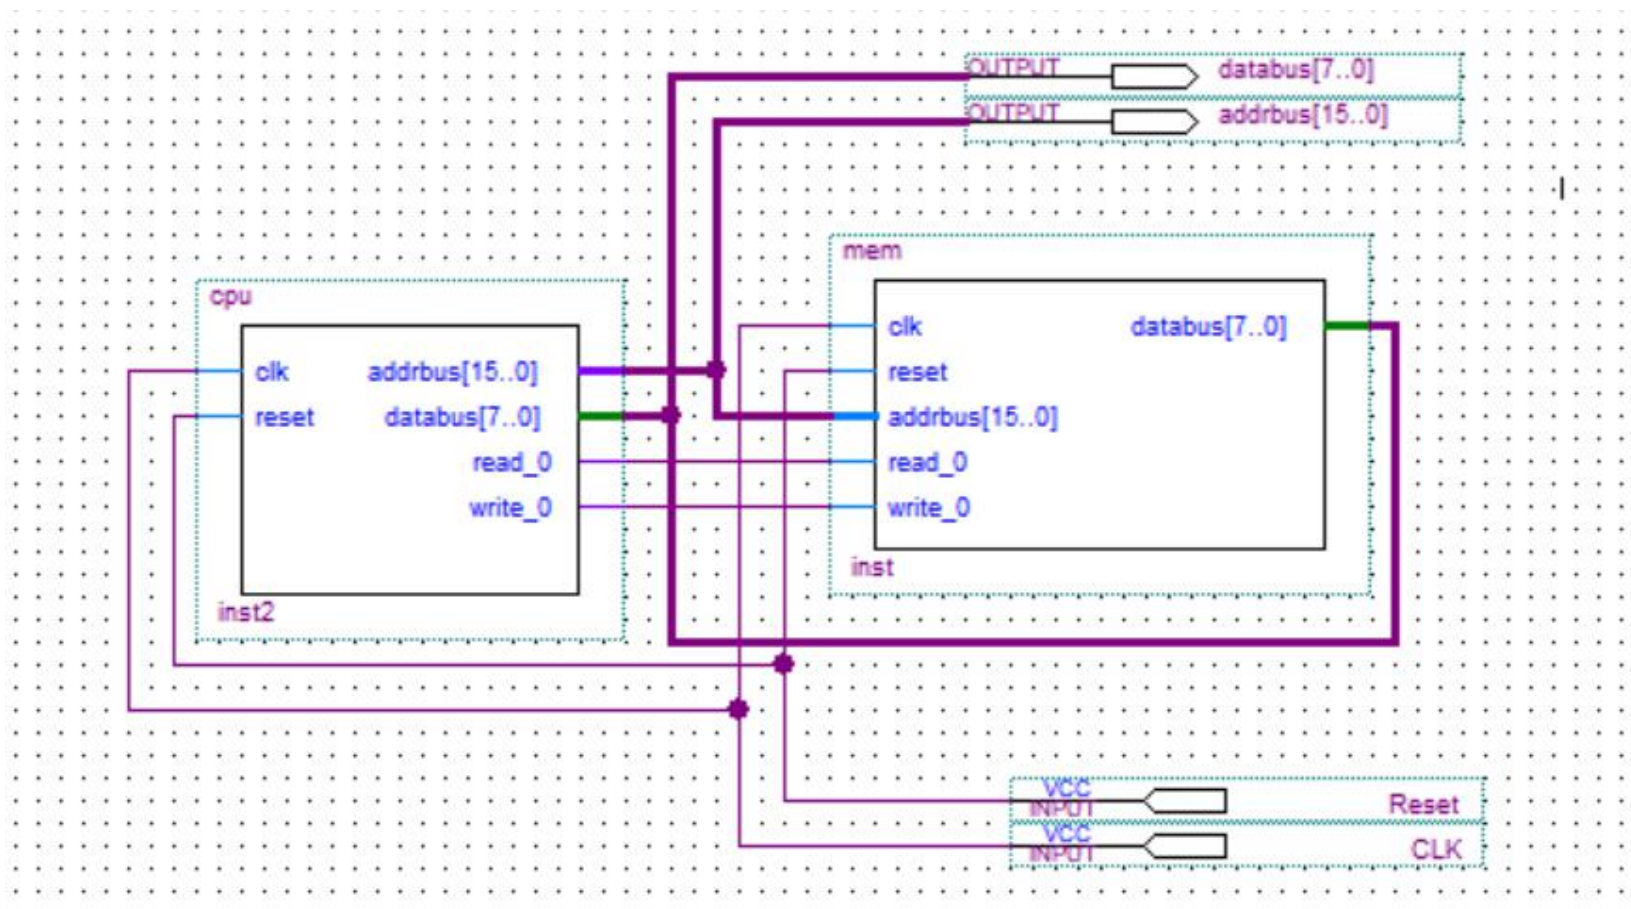 OUTPUT databus[7..0]
OUTPUT addrbus[15..0]
mem
clk databus[7..0]
reset
addrbus[15..0]
read_0
write_0
inst
cpu
clk addrbus[15..0]
reset databus[7..0]
read_0
write_0
inst2
VCC
INPUT Reset
VCC
INPUT CLK